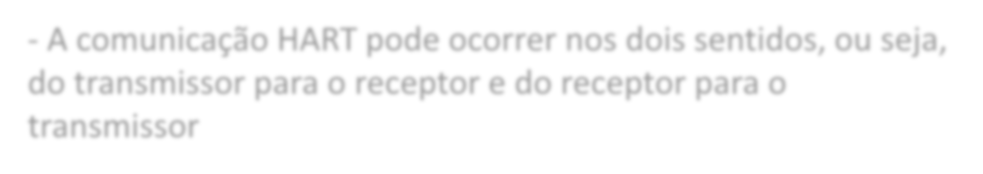 - A comunicação HART pode ocorrer nos dois sentidos, ou seja,
do transmissor para o receptor e do receptor para o
transmissor